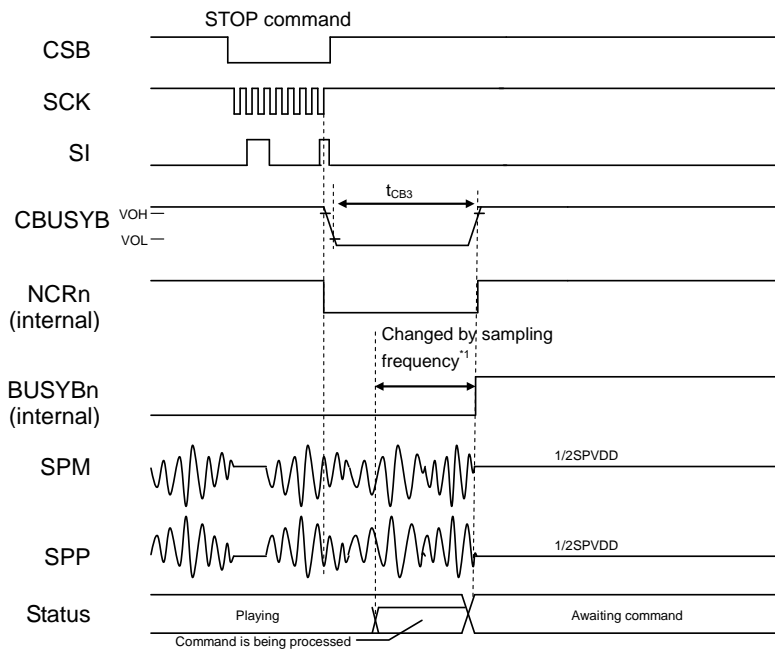 STOP command
CSB
SCK
SI
tCB3
VOH
CBUSYB
VOL
NCRn
(internal)
Changed by sampling
frequency*1
BUSYBn
(internal)
SPM
1/2SPVDD
SPP
1/2SPVDD
Status
Playing
Awaiting command
Command is being processed